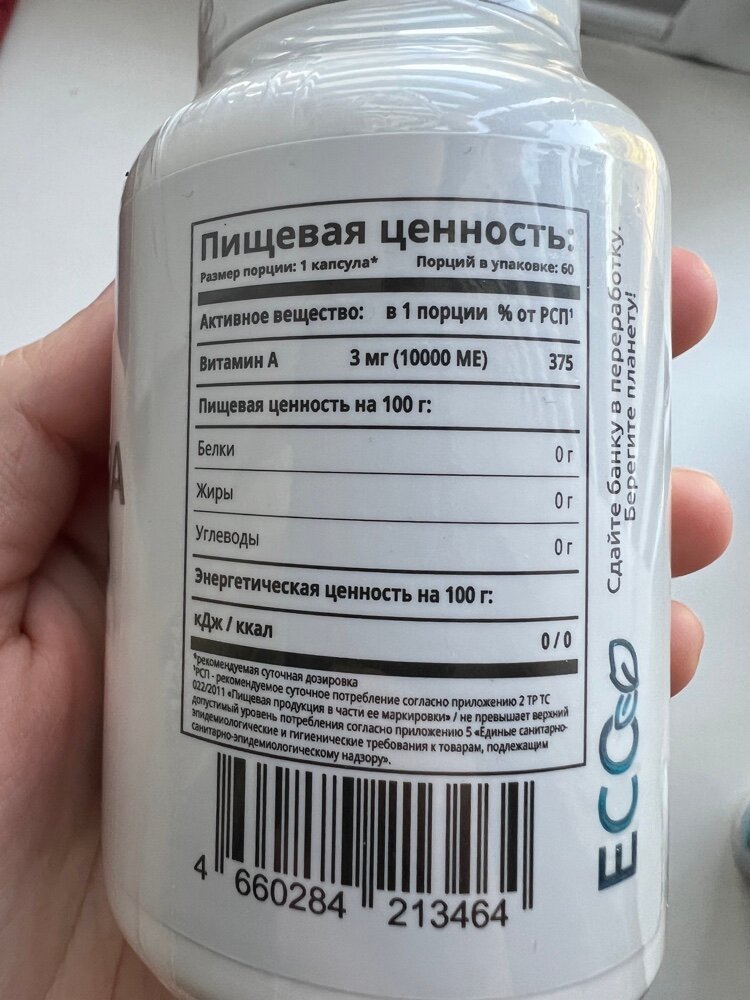 Пищевая ценность:
Размер порции: 1 капсула* Порций в упаковке: 60
Активное вещество: в 1 порции % от РСП¹
Витамин А 3 мг (10000 МЕ) 375
Пищевая ценность на 100 г:
Белки 0 г
Жиры 0 г
Углеводы 0 г
Энергетическая ценность на 100 г:
кДж / ккал 0 / 0
*рекомендуемая суточная дозировка
¹РСП - рекомендуемое суточное потребление согласно приложению 2 ТР ТС
022/2011 «Пищевая продукция в части ее маркировки» / не превышает верхний
допустимый уровень потребления согласно приложению 5 «Единые санитарно-
эпидемиологические и гигиенические требования к товарам, подлежащим
санитарно-эпидемиологическому надзору».
4 660284 213464
Сдайте банку в переработку.
Берегите планету!
ECO
А